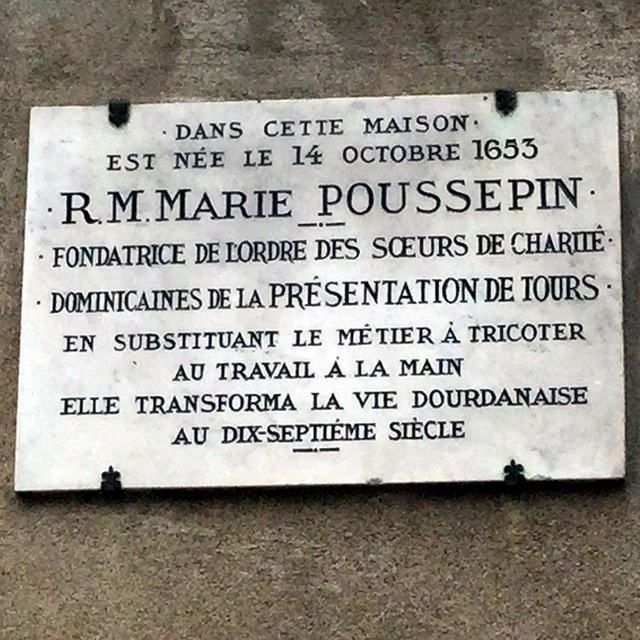 · DANS CETTE MAISON ·
EST NÉE LE 14 OCTOBRE 1653
· R.M. MARIE POUSSEPIN ·
· FONDATRICE DE L'ORDRE DES SŒURS DE CHARITÉ ·
· DOMINICAINES DE LA PRÉSENTATION DE TOURS ·
EN SUBSTITUANT LE MÉTIER À TRICOTER
AU TRAVAIL À LA MAIN
ELLE TRANSFORMA LA VIE DOURDANAISE
AU DIX-SEPTIÉME SIÈCLE